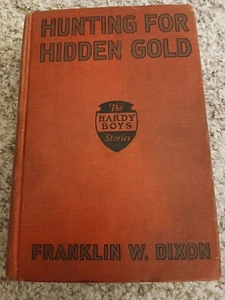 HUNTING FOR
HIDDEN GOLD
The
HARDY
BOYS
Stories
FRANKLIN W. DIXON